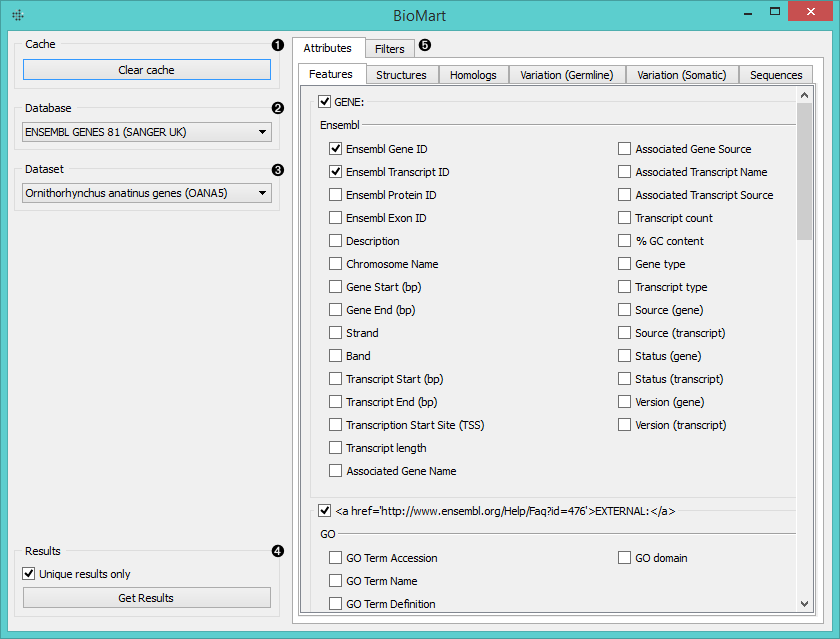 BioMart
Cache ❶
Clear cache
Database ❷
ENSEMBL GENES 81 (SANGER UK)
Dataset ❸
Ornithorhynchus anatinus genes (OANA5)
Results ❹
Unique results only
Get Results
Attributes Filters ❺
Features Structures Homologs Variation (Germline) Variation (Somatic) Sequences
GENE:
Ensembl
Ensembl Gene ID
Ensembl Transcript ID
Ensembl Protein ID
Ensembl Exon ID
Description
Chromosome Name
Gene Start (bp)
Gene End (bp)
Strand
Band
Transcript Start (bp)
Transcript End (bp)
Transcription Start Site (TSS)
Transcript length
Associated Gene Name
Associated Gene Source
Associated Transcript Name
Associated Transcript Source
Transcript count
% GC content
Gene type
Transcript type
Source (gene)
Source (transcript)
Status (gene)
Status (transcript)
Version (gene)
Version (transcript)
<a href='http://www.ensembl.org/Help/Faq?id=476'>EXTERNAL:</a>
GO
GO Term Accession
GO Term Name
GO Term Definition
GO domain